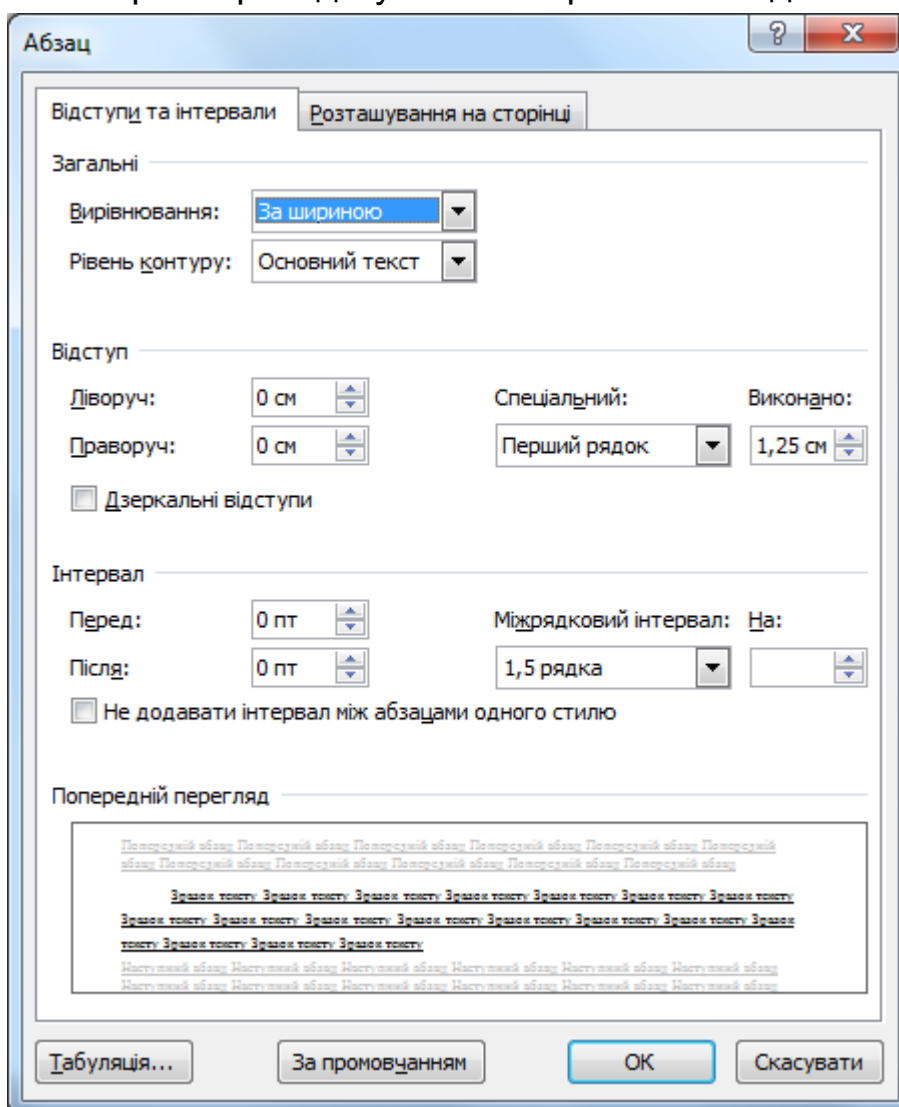 Абзац
Відступи та інтервали Розташування на сторінці
Загальні
Вирівнювання: За шириною
Рівень контуру: Основний текст
Відступ
Ліворуч: 0 см Спеціальний: Виконано:
Праворуч: 0 см Перший рядок 1,25 см
Дзеркальні відступи
Інтервал
Перед: 0 пт Міжрядковий інтервал: На:
Після: 0 пт 1,5 рядка
Не додавати інтервал між абзацами одного стилю
Попередній перегляд
Попередній абзац Попередній абзац Попередній абзац Попередній абзац Попередній абзац Попередній
абзац Попередній абзац Попередній абзац Попередній абзац Попередній абзац Попередній абзац
Зразок тексту Зразок тексту Зразок тексту Зразок тексту Зразок тексту Зразок тексту Зразок тексту
Зразок тексту Зразок тексту Зразок тексту Зразок тексту Зразок тексту Зразок тексту Зразок тексту Зразок
тексту Зразок тексту Зразок тексту Зразок тексту
Наступний абзац Наступний абзац Наступний абзац Наступний абзац Наступний абзац Наступний абзац
Наступний абзац Наступний абзац Наступний абзац Наступний абзац Наступний абзац Наступний абзац
Табуляція... За промовчанням ОК Скасувати